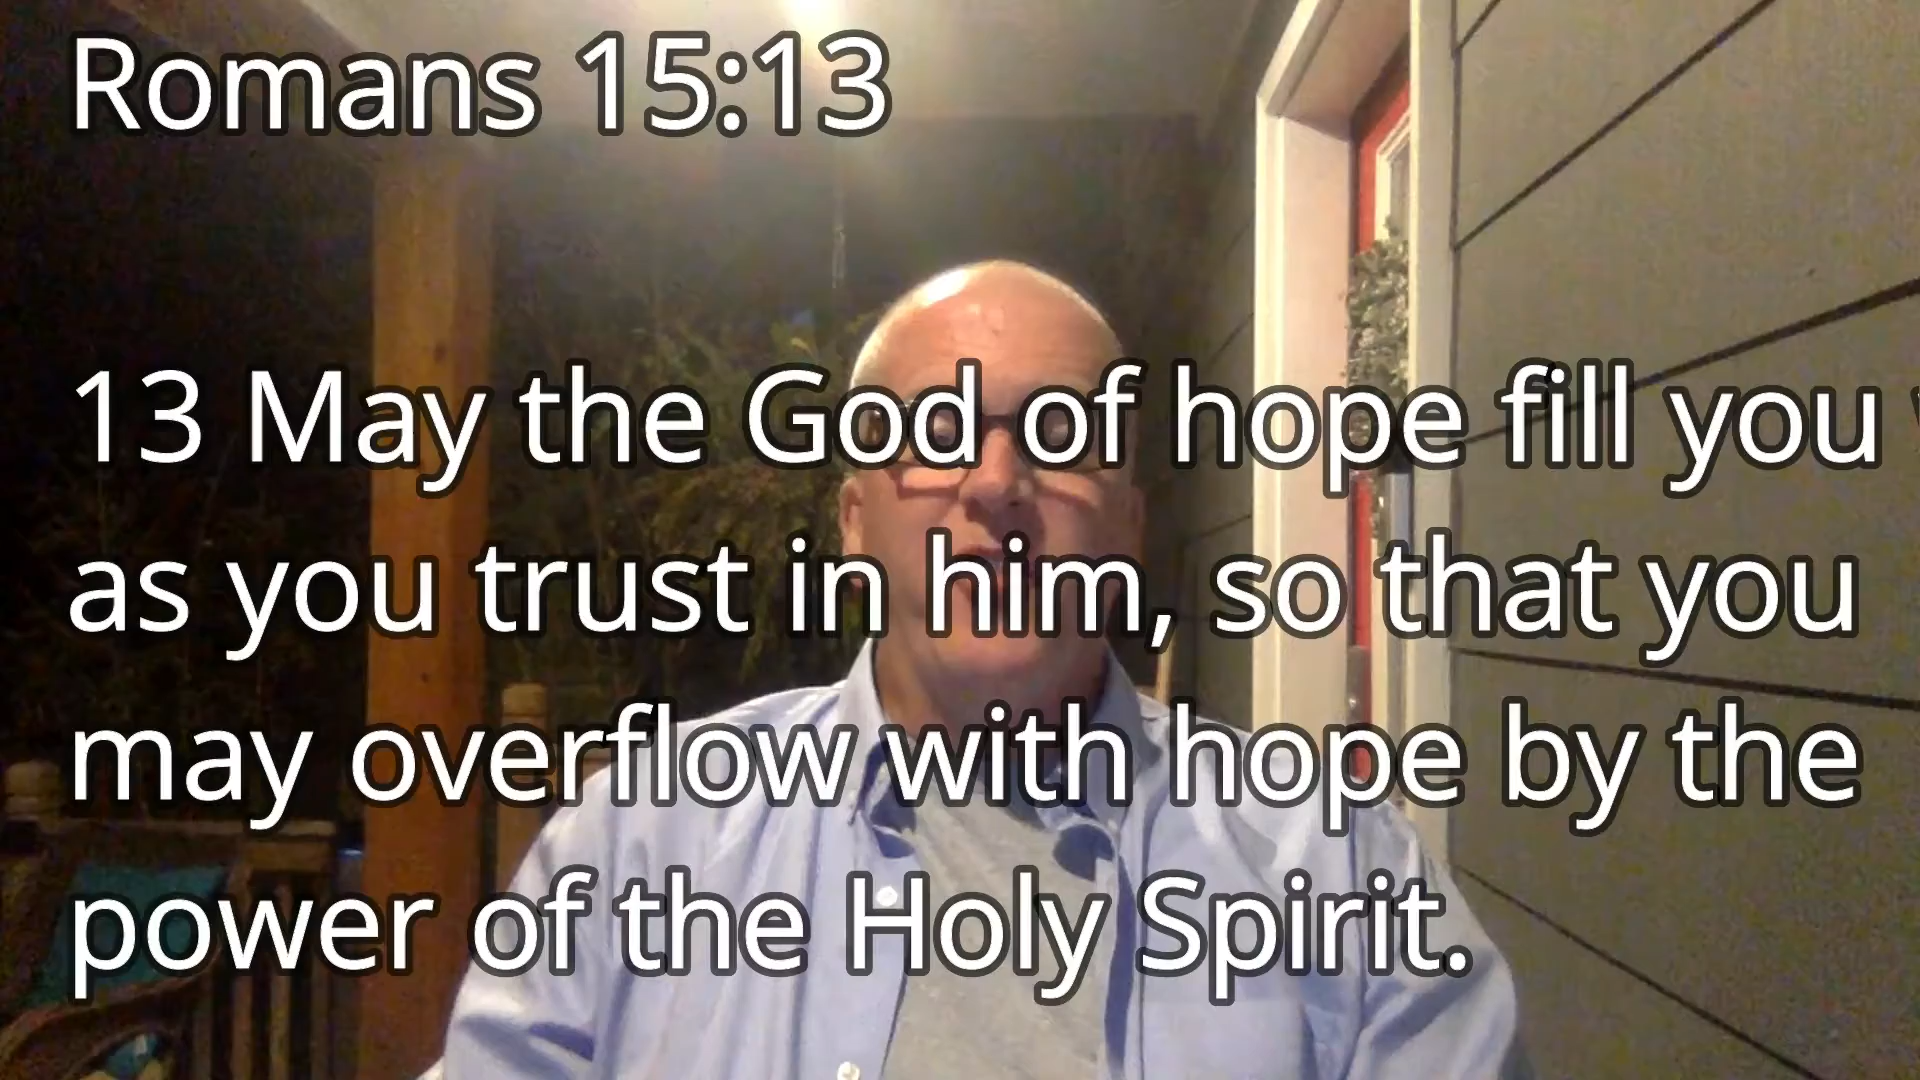 Romans 15:13
13 May the God of hope fill you
as you trust in him, so that you
may overflow with hope by the
power of the Holy Spirit.